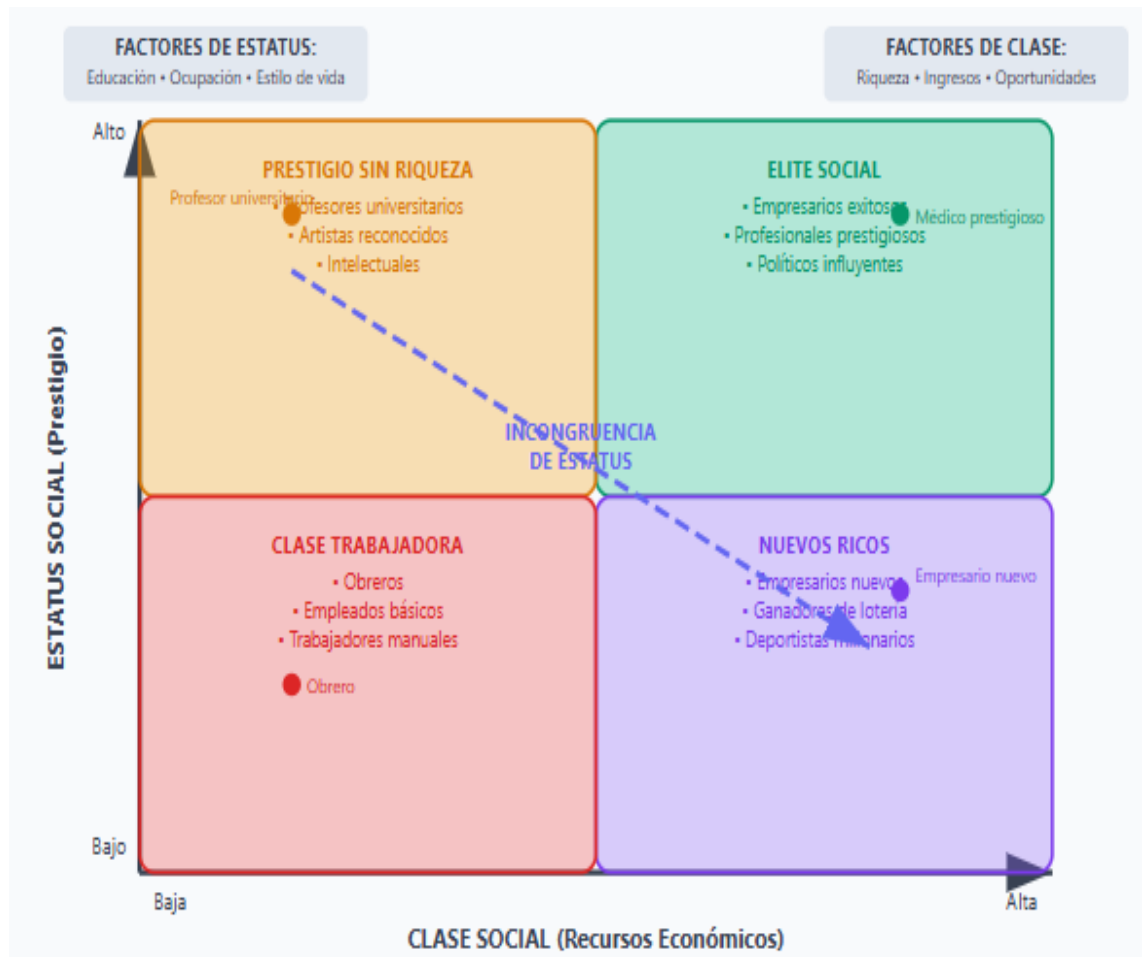 FACTORES DE ESTATUS:
Educación • Ocupación • Estilo de vida
FACTORES DE CLASE:
Riqueza • Ingresos • Oportunidades
Alto
ESTATUS SOCIAL (Prestigio)
PRESTIGIO SIN RIQUEZA
Profesor universitario
• Profesores universitarios
• Artistas reconocidos
• Intelectuales
ELITE SOCIAL
• Empresarios exitosos
• Profesionales prestigiosos
• Políticos influyentes
Médico prestigioso
INCONGRUENCIA
DE ESTATUS
CLASE TRABAJADORA
• Obreros
• Empleados básicos
• Trabajadores manuales
Obrero
NUEVOS RICOS
• Empresarios nuevos
• Ganadores de lotería
• Deportistas millonarios
Empresario nuevo
Bajo
Baja
Alta
CLASE SOCIAL (Recursos Económicos)